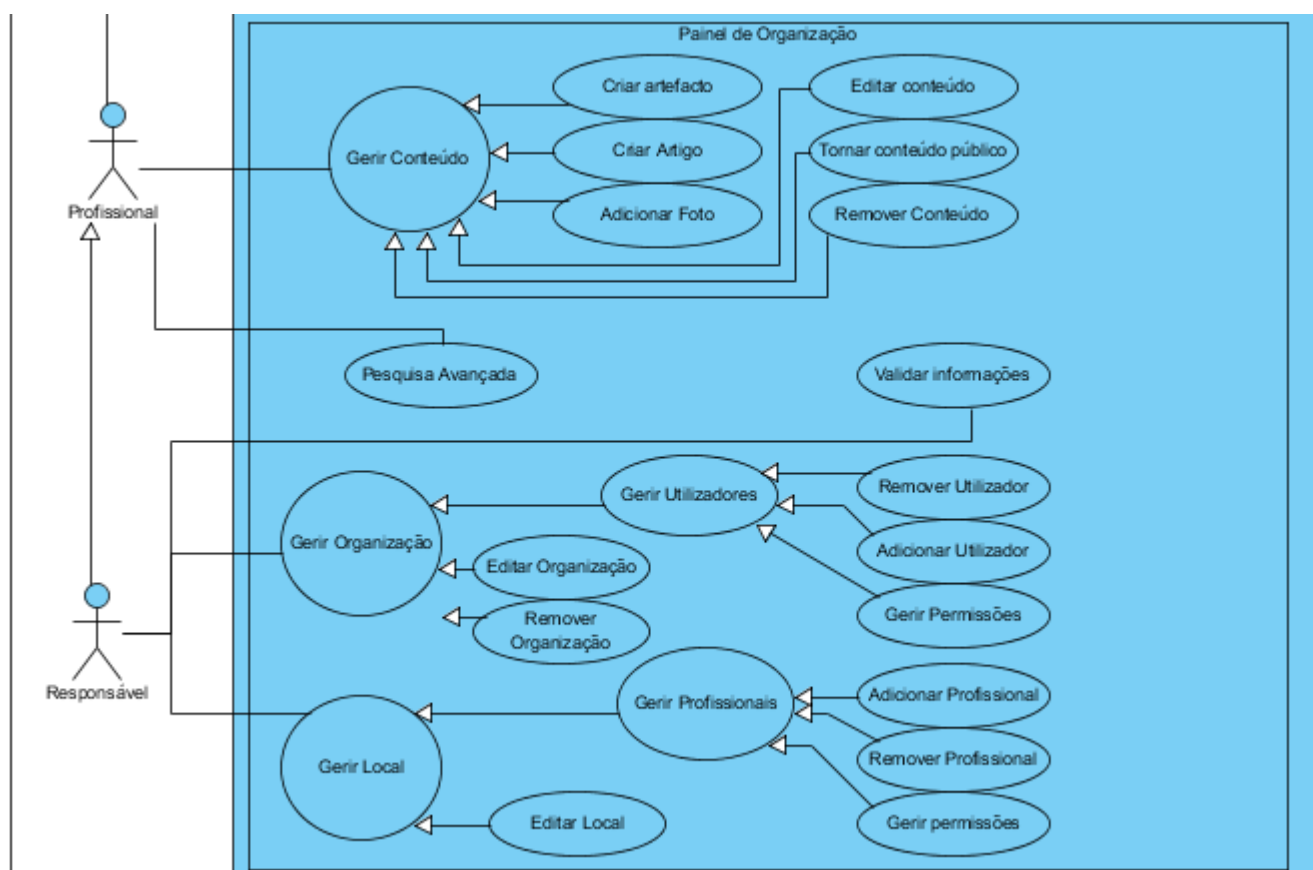 Painel de Organização
Criar artefacto
Editar conteúdo
Gerir Conteúdo
Criar Artigo
Tornar conteúdo público
Profissional
Adicionar Foto
Remover Conteúdo
Pesquisa Avançada
Validar informações
Gerir Utilizadores
Remover Utilizador
Gerir Organização
Adicionar Utilizador
Editar Organização
Gerir Permissões
Remover
Organização
Responsável
Gerir Profissionais
Adicionar Profissional
Remover Profissional
Gerir Local
Editar Local
Gerir permissões